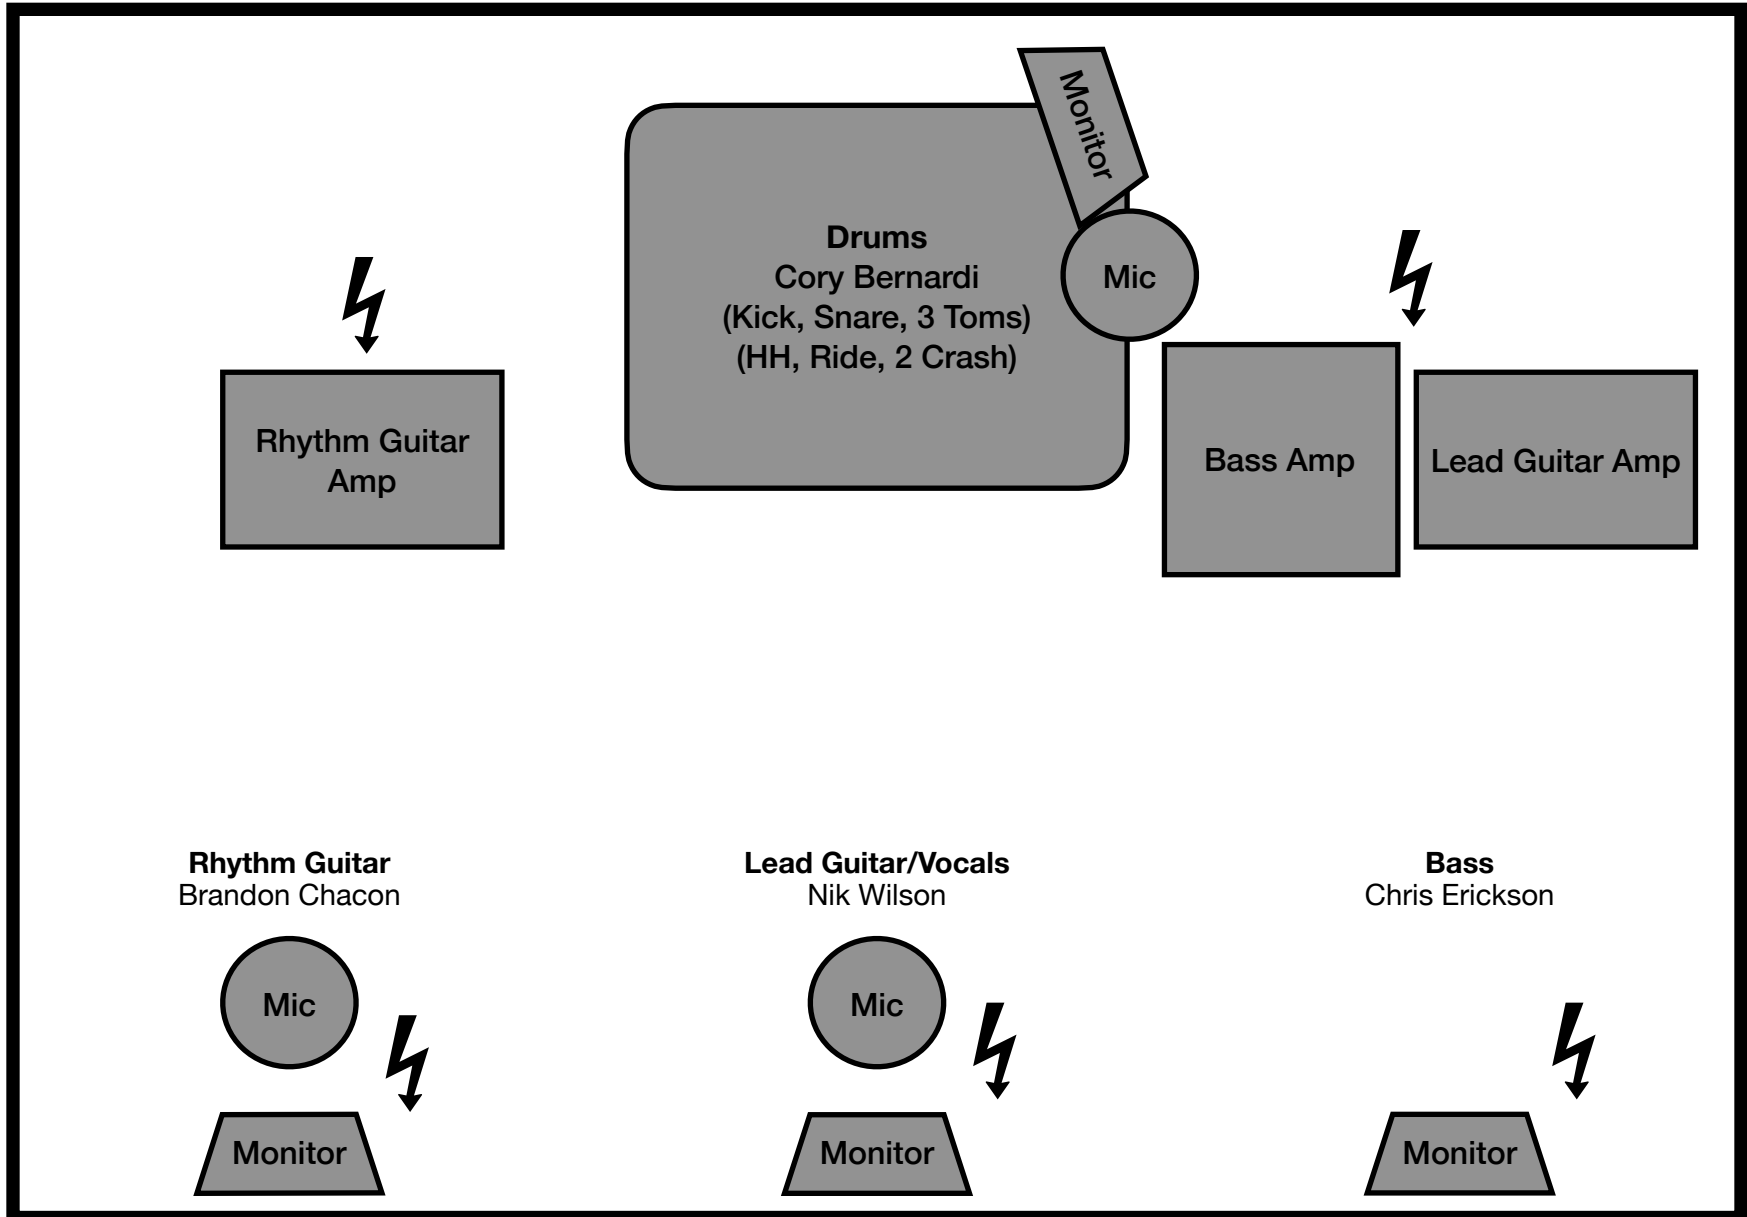 Monitor
Drums
Cory Bernardi
(Kick, Snare, 3 Toms)
(HH, Ride, 2 Crash)
Mic
Rhythm Guitar
Amp
Bass Amp
Lead Guitar Amp
Rhythm Guitar
Brandon Chacon
Lead Guitar/Vocals
Nik Wilson
Bass
Chris Erickson
Mic
Mic
Monitor
Monitor
Monitor